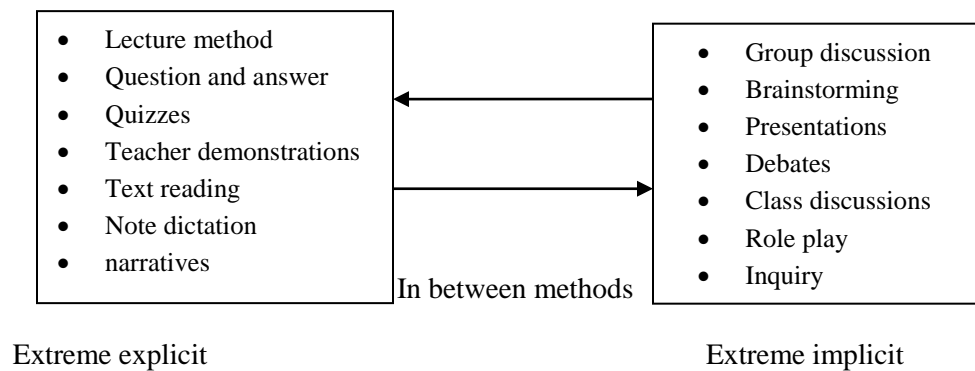 • Lecture method
• Question and answer
• Quizzes
• Teacher demonstrations
• Text reading
• Note dictation
• narratives
In between methods
• Group discussion
• Brainstorming
• Presentations
• Debates
• Class discussions
• Role play
• Inquiry
Extreme explicit
Extreme implicit